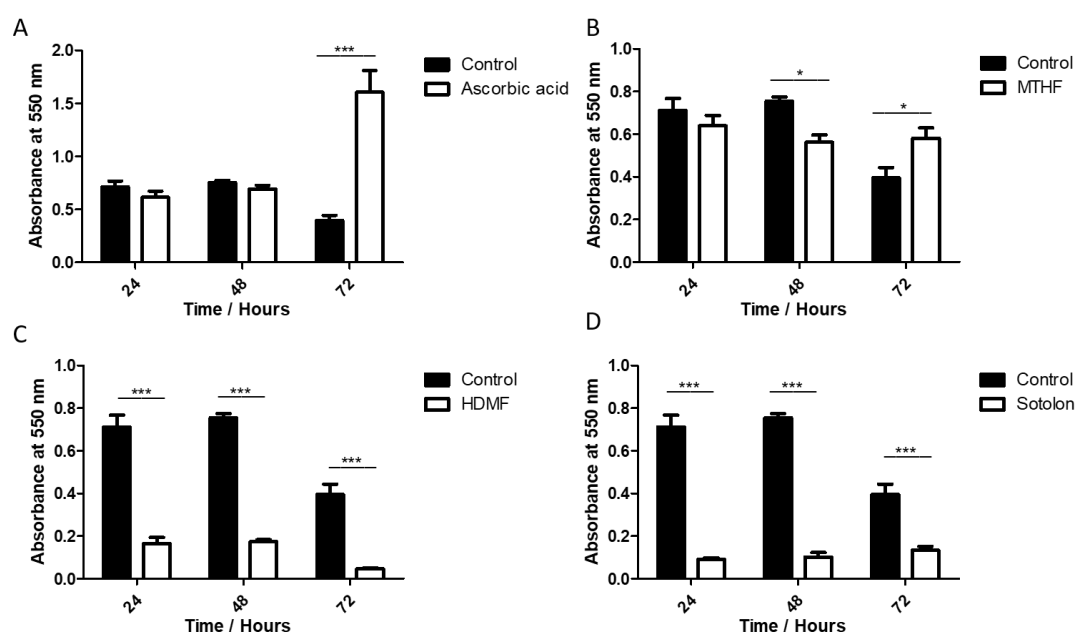 A
Absorbance at 550 nm
2.0
1.5
1.0
0.5
0.0
***
Control
Ascorbic acid
24
48
72
Time / Hours
B
Absorbance at 550 nm
1.0
0.8
0.6
0.4
0.2
0.0
*
*
Control
MTHF
24
48
72
Time / Hours
C
Absorbance at 550 nm
1.0
0.8
0.6
0.4
0.2
0.0
***
***
***
Control
HDMF
24
48
72
Time / Hours
D
Absorbance at 550 nm
1.0
0.8
0.6
0.4
0.2
0.0
***
***
***
Control
Sotolon
24
48
72
Time / Hours